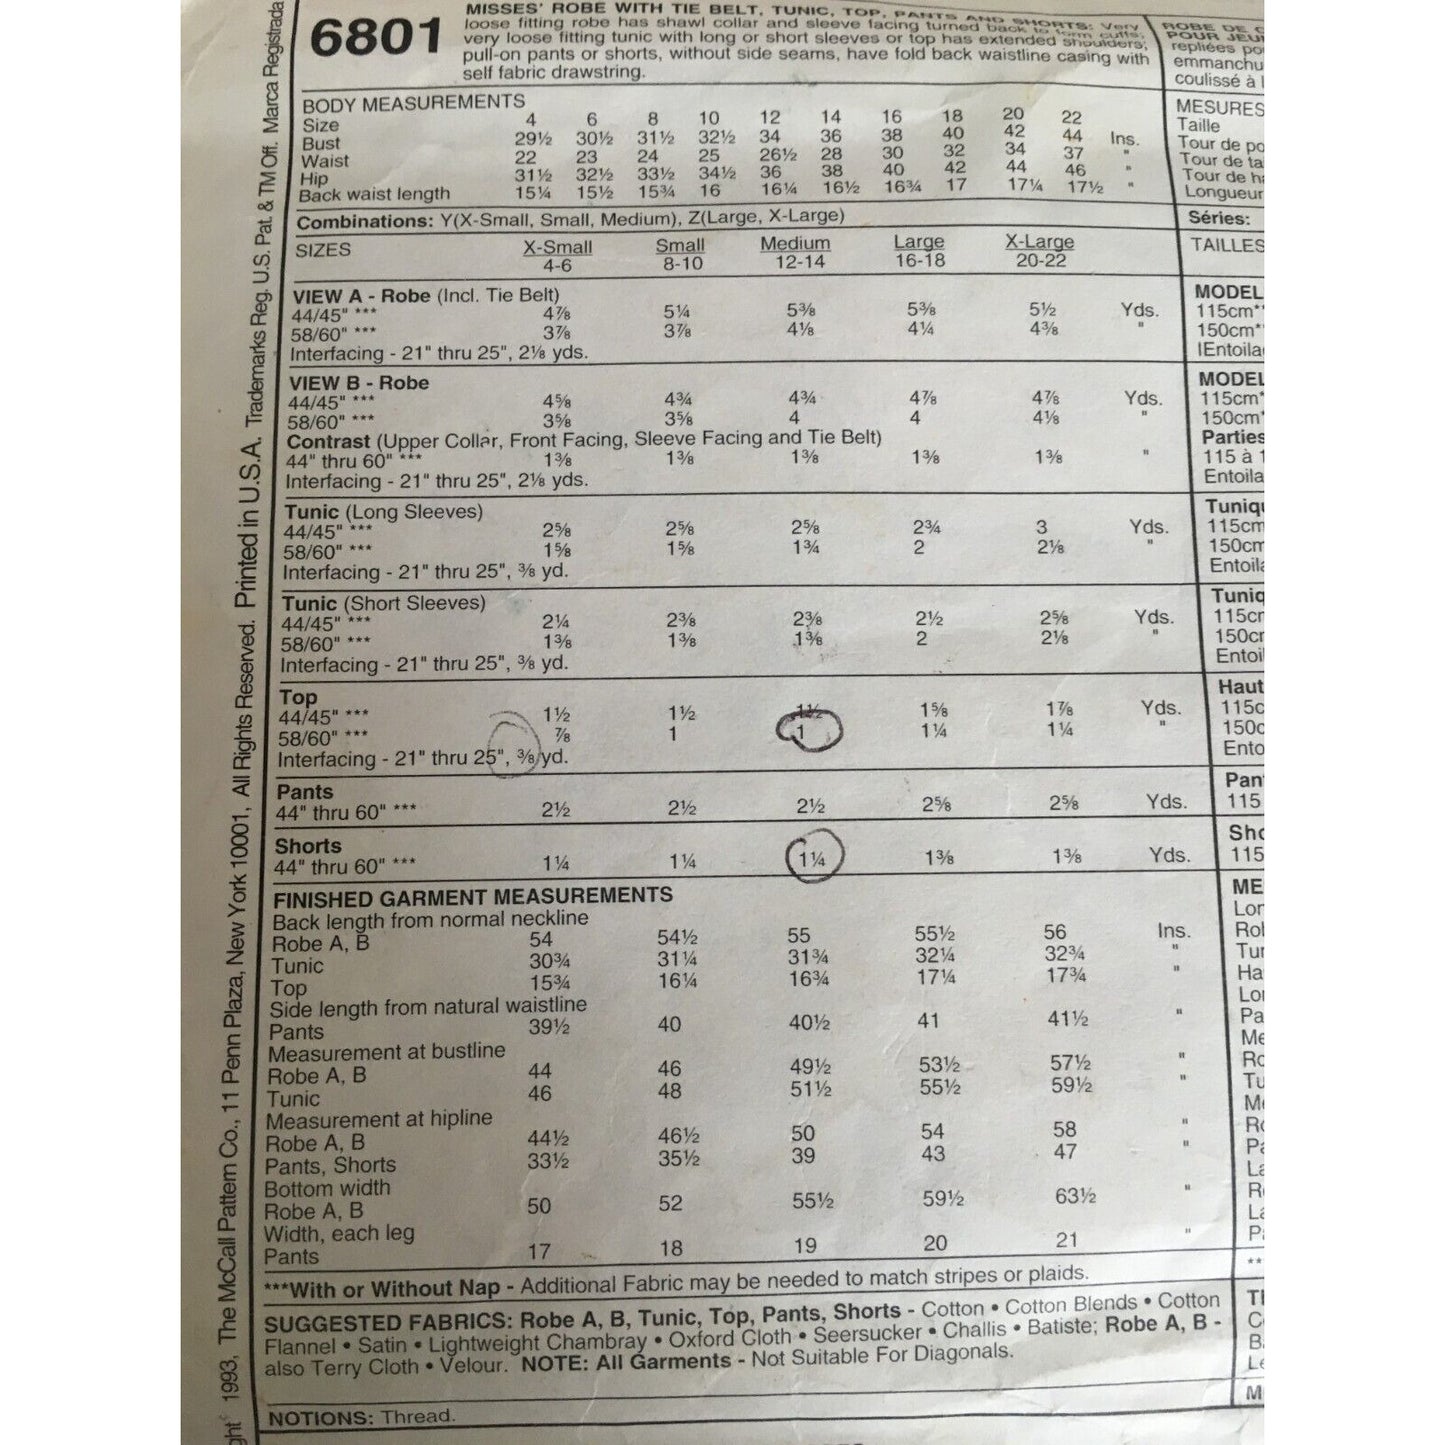 6801
MISSES' ROBE WITH TIE BELT, TUNIC, TOP, PANTS AND SHORTS: Very
loose fitting robe has shawl collar and sleeve facing turned back to form cuffs;
very loose fitting tunic with long or short sleeves or top has extended shoulders;
pull-on pants or shorts, without side seams, have fold back waistline casing with
self fabric drawstring.
BODY MEASUREMENTS
Size 4 6 8 10 12 14 16 18 20 22
Bust 29½ 30½ 31½ 32½ 34 36 38 40 42 44 Ins.
Waist 22 23 24 25 26½ 28 30 32 34 37 "
Hip 31½ 32½ 33½ 34½ 36 38 40 42 44 46 "
Back waist length 15¼ 15½ 15¾ 16 16¼ 16½ 16¾ 17 17¼ 17½ "
Combinations: Y(X-Small, Small, Medium), Z(Large, X-Large)
SIZES X-Small Small Medium Large X-Large
4-6 8-10 12-14 16-18 20-22
VIEW A - Robe (Incl. Tie Belt)
44/45" *** 4⅞ 5¼ 5⅜ 5⅜ 5½ Yds.
58/60" *** 3⅞ 3⅞ 4⅛ 4¼ 4⅜ "
Interfacing - 21" thru 25", 2⅛ yds.
VIEW B - Robe
44/45" *** 4⅝ 4¾ 4¾ 4⅞ 4⅞ Yds.
58/60" *** 3⅝ 3⅝ 4 4 4⅛ "
Contrast (Upper Collar, Front Facing, Sleeve Facing and Tie Belt)
44" thru 60" *** 1⅜ 1⅜ 1⅜ 1⅜ 1⅜ "
Interfacing - 21" thru 25", 2⅛ yds.
Tunic (Long Sleeves)
44/45" *** 2⅝ 2⅝ 2⅝ 2¾ 3 Yds.
58/60" *** 1⅝ 1⅝ 1¾ 2 2⅛ "
Interfacing - 21" thru 25", ⅜ yd.
Tunic (Short Sleeves)
44/45" *** 2¼ 2⅜ 2⅜ 2½ 2⅝ Yds.
58/60" *** 1⅜ 1⅜ 1⅜ 2 2⅛ "
Interfacing - 21" thru 25", ⅜ yd.
Top
44/45" *** 1½ 1½ 1½ 1⅝ 1⅞ Yds.
58/60" *** ⅞ 1 1 1¼ 1¼ "
Interfacing - 21" thru 25", ⅜ yd.
Pants
44" thru 60" *** 2½ 2½ 2½ 2⅝ 2⅝ Yds.
Shorts
44" thru 60" *** 1¼ 1¼ 1¼ 1⅜ 1⅜ Yds.
FINISHED GARMENT MEASUREMENTS
Back length from normal neckline
Robe A, B 54 54½ 55 55½ 56 Ins.
Tunic 30¾ 31¼ 31¾ 32¼ 32¾ "
Top 15¾ 16¼ 16¾ 17¼ 17¾ "
Side length from natural waistline
Pants 39½ 40 40½ 41 41½ "
Measurement at bustline
Robe A, B 44 46 49½ 53½ 57½ "
Tunic 46 48 51½ 55½ 59½ "
Measurement at hipline
Robe A, B 44½ 46½ 50 54 58 "
Pants, Shorts 33½ 35½ 39 43 47 "
Bottom width
Robe A, B 50 52 55½ 59½ 63½ "
Width, each leg
Pants 17 18 19 20 21 "
***With or Without Nap - Additional Fabric may be needed to match stripes or plaids.
SUGGESTED FABRICS: Robe A, B, Tunic, Top, Pants, Shorts - Cotton • Cotton Blends • Cotton
Flannel • Satin • Lightweight Chambray • Oxford Cloth • Seersucker • Challis • Batiste; Robe A, B -
also Terry Cloth • Velour. NOTE: All Garments - Not Suitable For Diagonals.
NOTIONS: Thread.
1993, The McCall Pattern Co., 11 Penn Plaza, New York 10001, All Rights Reserved. Printed in U.S.A. Trademarks Reg. U.S. Pat. & TM Off. Marca Registrada
ROBE DE
repliées
emmanchu
coulissé à
MESURES
Taille
Tour de
Tour de
Tour de
Longueur
Séries:
TAILLES
115cm
150cm
115cm
150cm
Parties
115 à
115cm
150cm